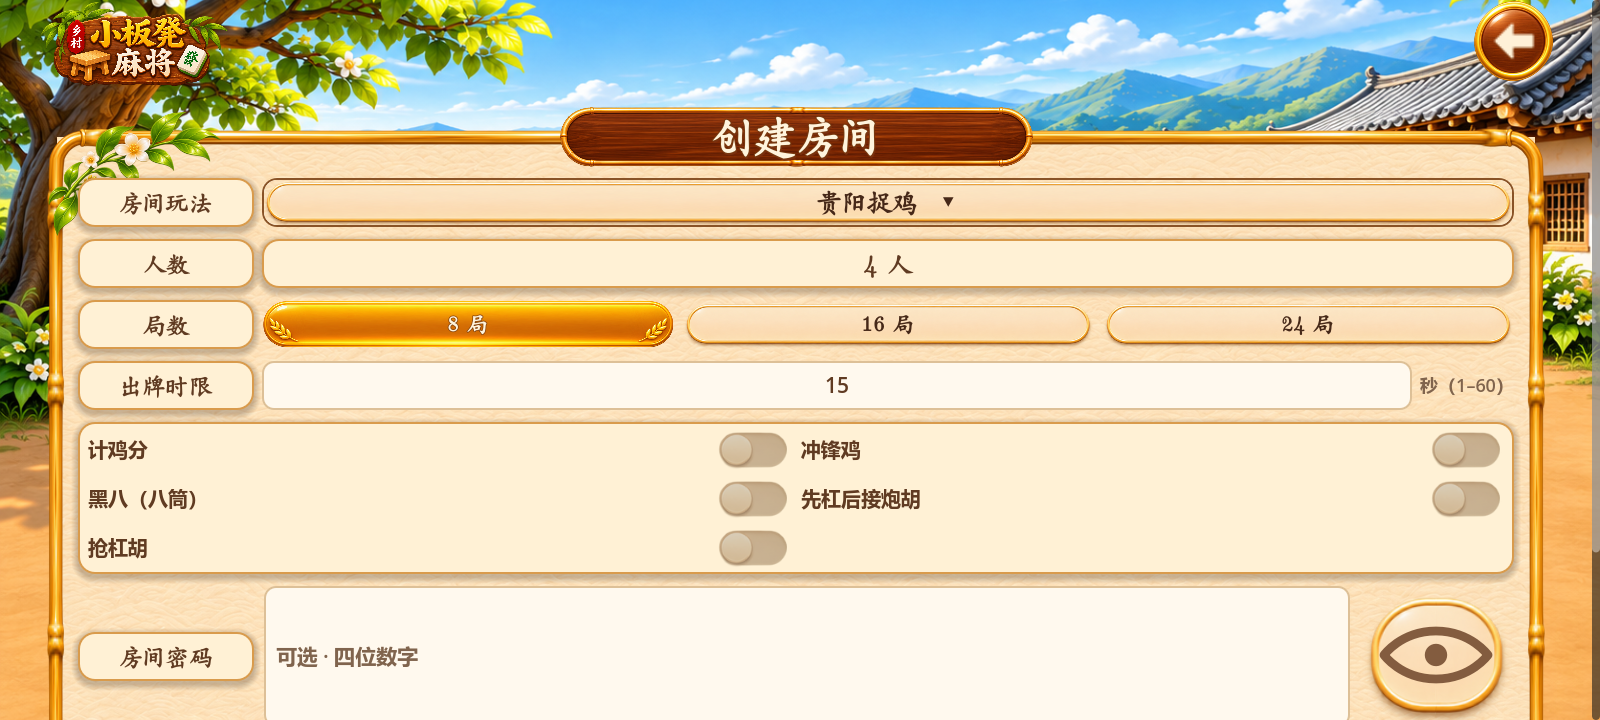 乡村
小板凳
麻将
發
创建房间
房间玩法
贵阳捉鸡 ▼
人数
4 人
局数
8 局
16 局
24 局
出牌时限
15
秒（1–60）
计鸡分
冲锋鸡
黑八（八筒）
先杠后接炮胡
抢杠胡
房间密码
可选 · 四位数字